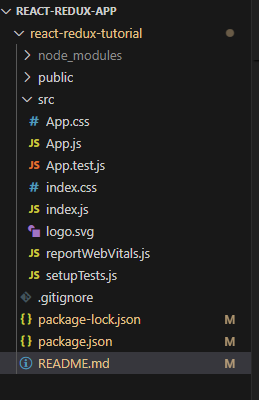 REACT-REDUX-APP
react-redux-tutorial
node_modules
public
src
# App.css
JS App.js
JS App.test.js
# index.css
JS index.js
logo.svg
JS reportWebVitals.js
JS setupTests.js
.gitignore
{} package-lock.json M
{} package.json M
README.md M